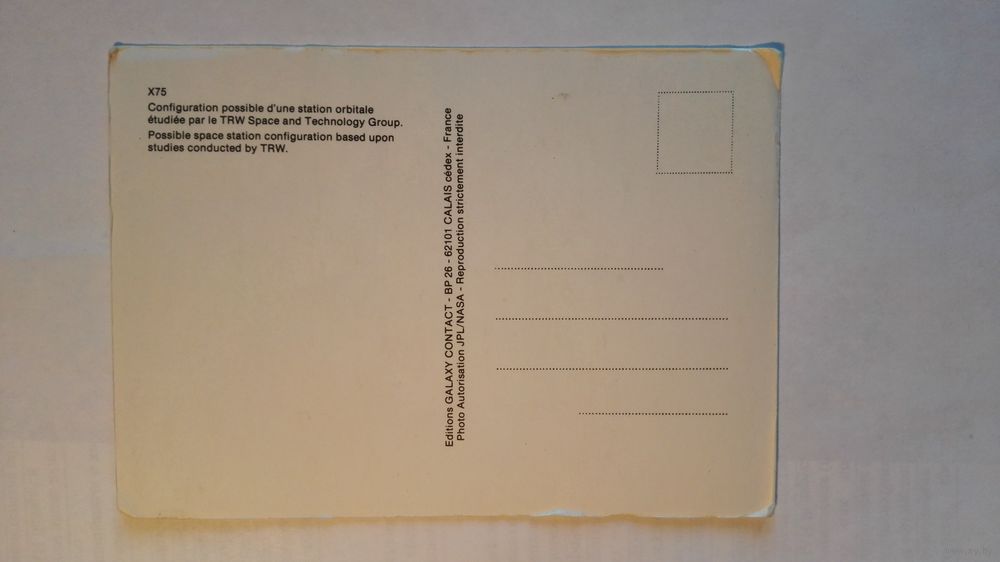 X75
Configuration possible d'une station orbitale
étudiée par le TRW Space and Technology Group.
Possible space station configuration based upon
studies conducted by TRW.
Editions GALAXY CONTACT - BP 26 - 62101 CALAIS cédex - France
Photo Autorisation JPL/NASA - Reproduction strictement interdite